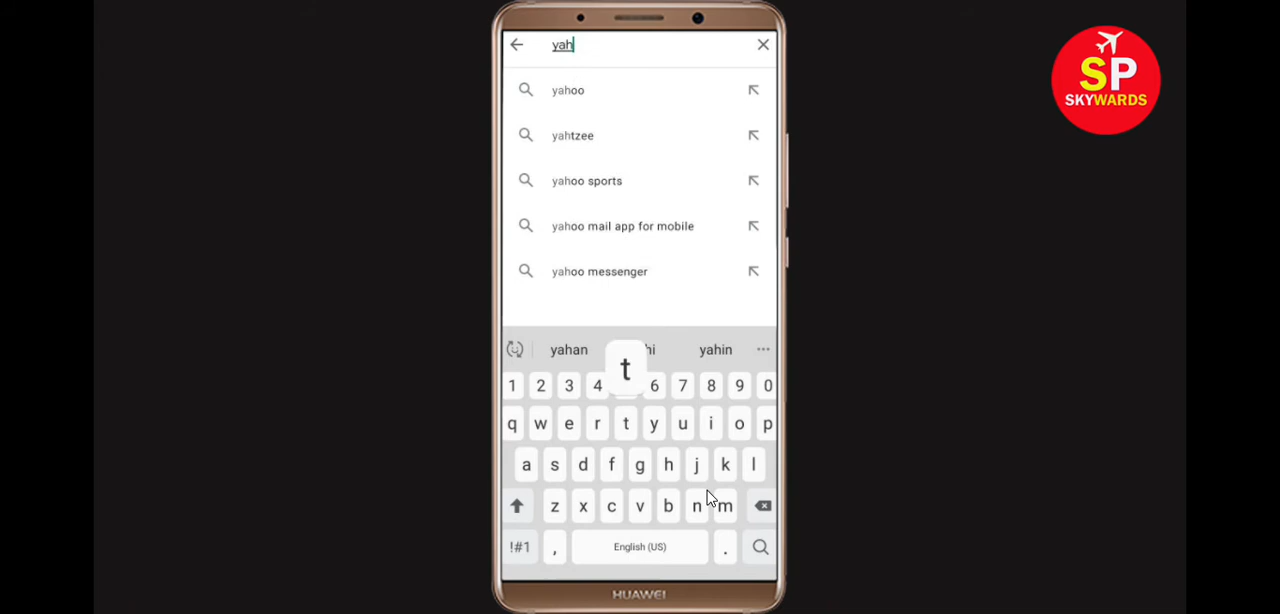 yah
yahoo
yahtzee
yahoo sports
yahoo mail app for mobile
yahoo messenger
yahan hi yahin
t
1 2 3 4 6 7 8 9 0
q w e r t y u i o p
a s d f g h j k l
z x c v b n m
!#1 , English (US) .
HUAWEI
SP
SKYWARDS